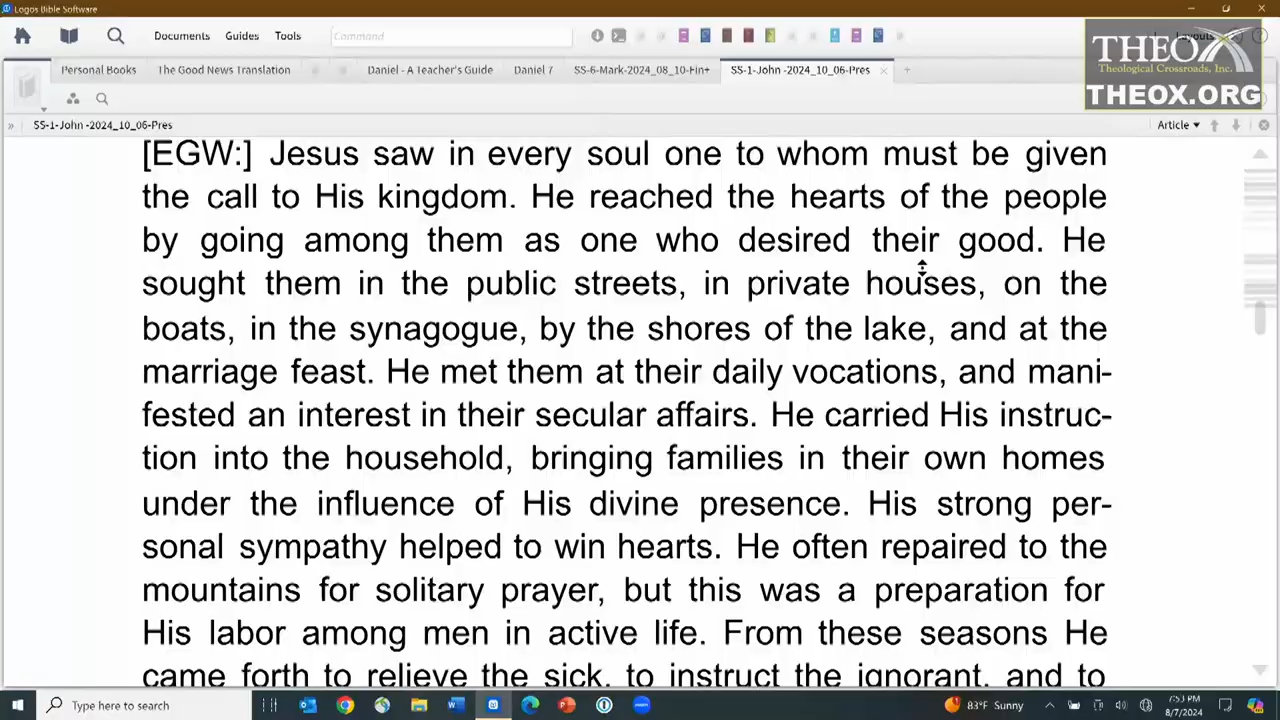 Logos Bible Software
Documents Guides Tools Command Layouts
THEOX
Theological Crossroads, Inc.
THEOX.ORG
Personal Books The Good News Translation Daniel 7 SS-6-Mark-2024_08_10-Fin+ SS-1-John -2024_10_06-Pres
SS-1-John -2024_10_06-Pres Article
[EGW:] Jesus saw in every soul one to whom must be given
the call to His kingdom. He reached the hearts of the people
by going among them as one who desired their good. He
sought them in the public streets, in private houses, on the
boats, in the synagogue, by the shores of the lake, and at the
marriage feast. He met them at their daily vocations, and mani-
fested an interest in their secular affairs. He carried His instruc-
tion into the household, bringing families in their own homes
under the influence of His divine presence. His strong per-
sonal sympathy helped to win hearts. He often repaired to the
mountains for solitary prayer, but this was a preparation for
His labor among men in active life. From these seasons He
came forth to relieve the sick, to instruct the ignorant, and to
Type here to search 83°F Sunny 7:53 PM
8/7/2024